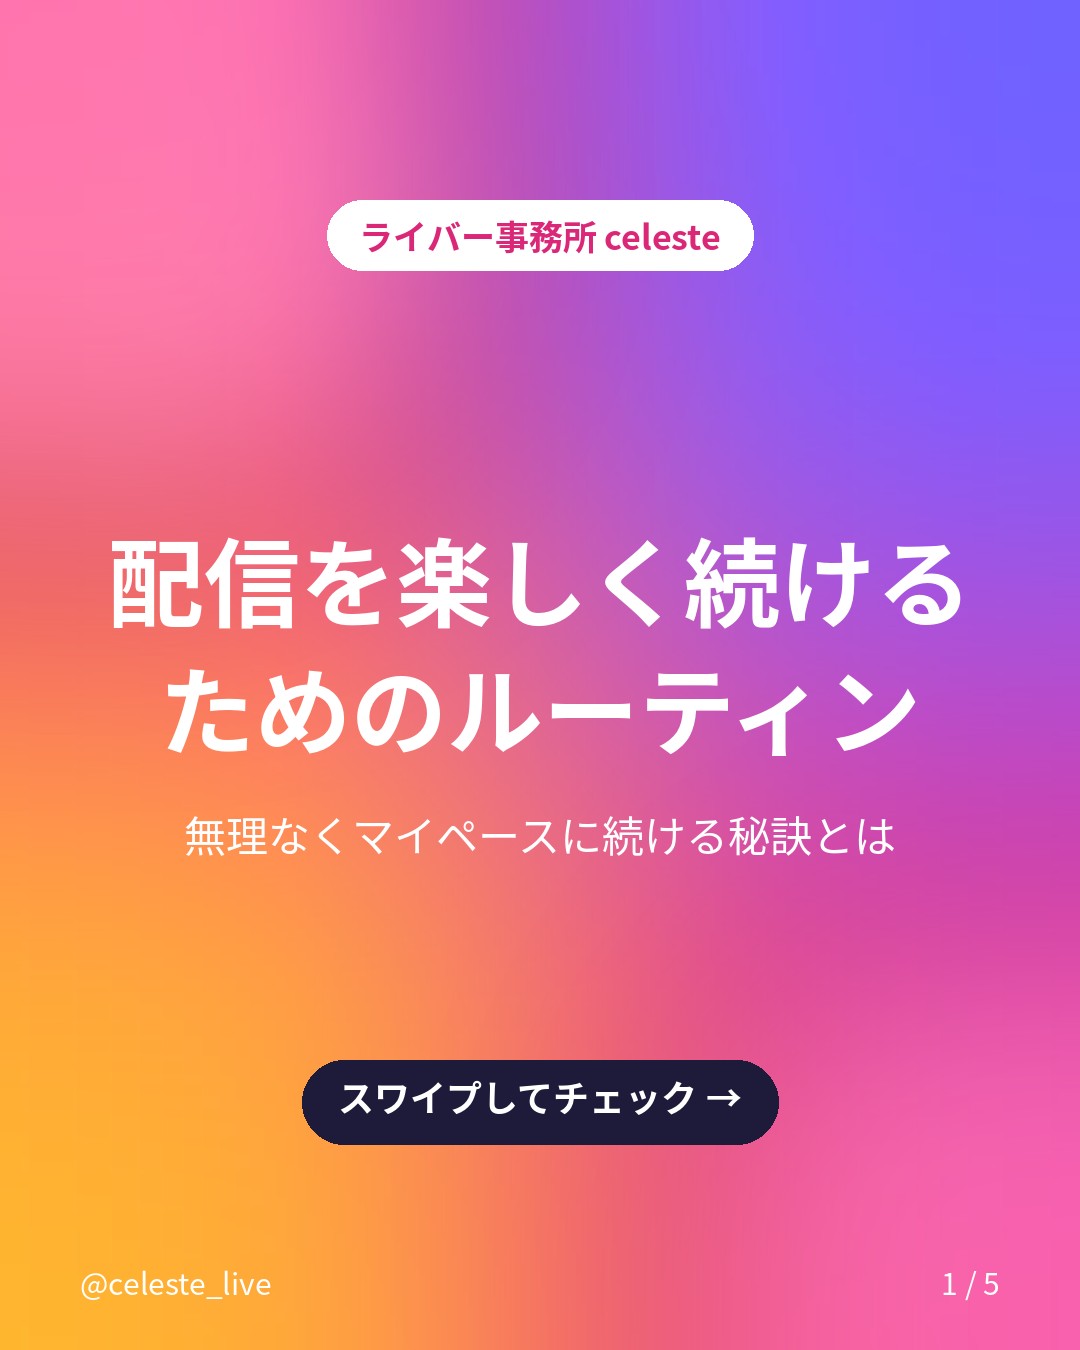 ライバー事務所 celeste
配信を楽しく続ける
ためのルーティン
無理なくマイペースに続ける秘訣とは
スワイプしてチェック →
@celeste_live
1 / 5